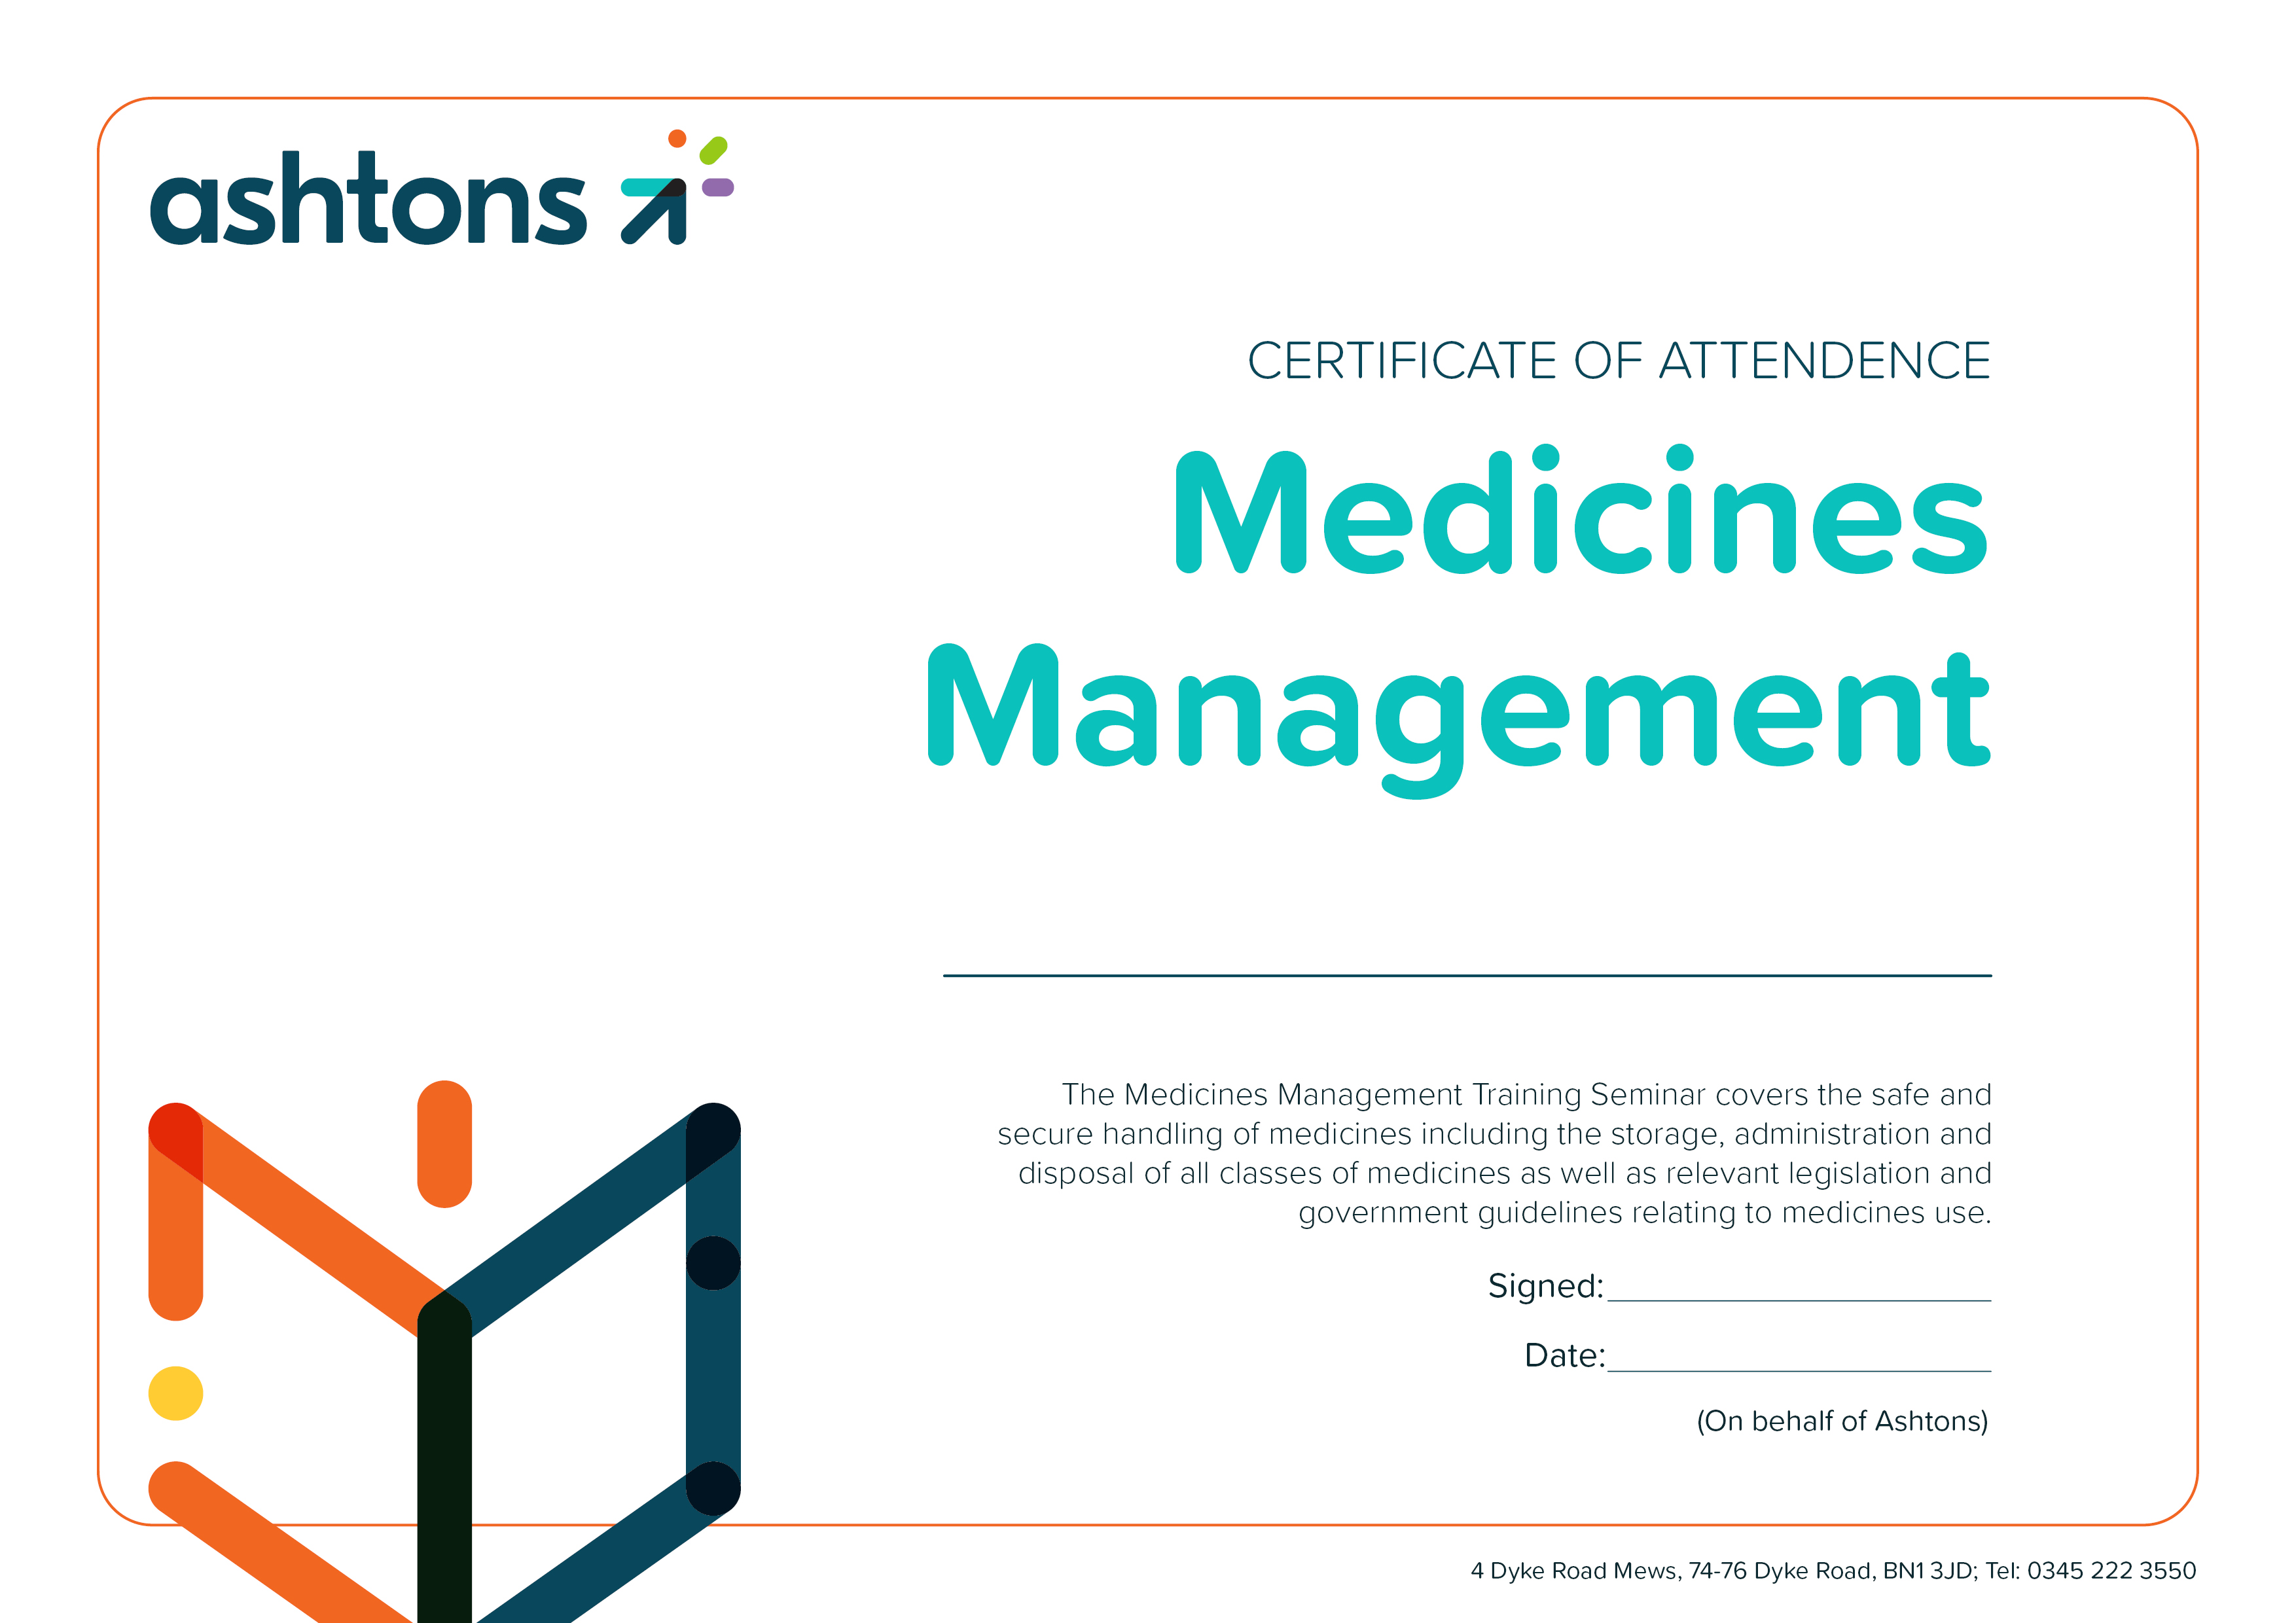 ashtons
CERTIFICATE OF ATTENDENCE
Medicines
Management
The Medicines Management Training Seminar covers the safe and
secure handling of medicines including the storage, administration and
disposal of all classes of medicines as well as relevant legislation and
government guidelines relating to medicines use.
Signed:
Date:
(On behalf of Ashtons)
4 Dyke Road Mews, 74-76 Dyke Road, BN1 3JD; Tel: 0345 222 3550